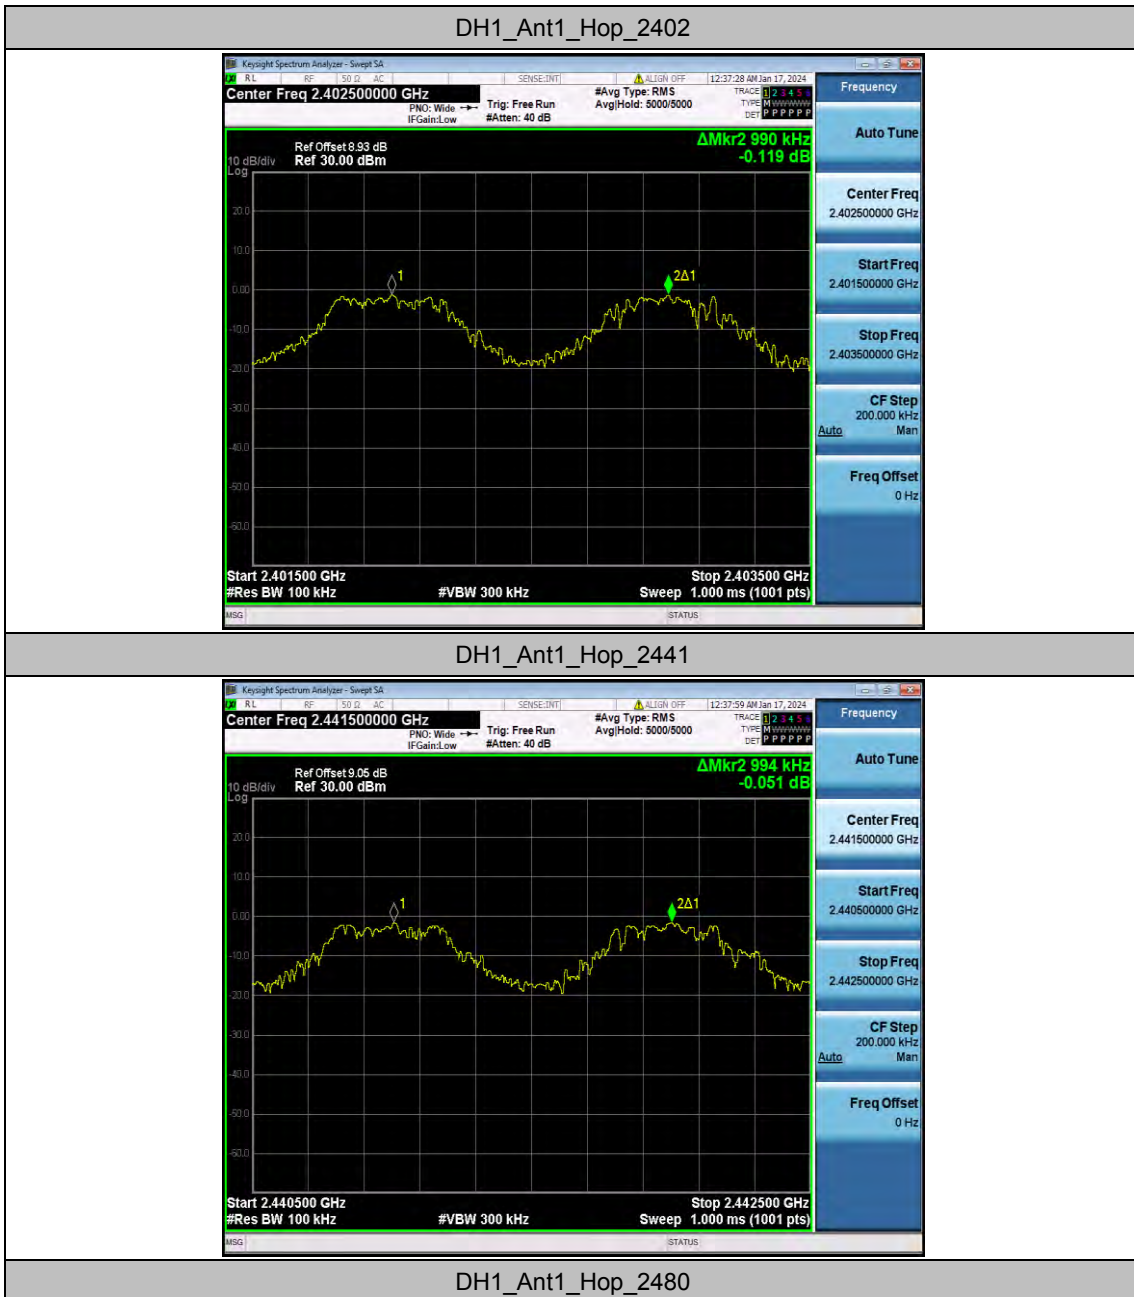 DH1_Ant1_Hop_2402
Keysight Spectrum Analyzer - Swept SA
RL RF 50 Ω AC SENSE:INT ALIGN OFF 12:37:28 AM Jan 17, 2024
Center Freq 2.402500000 GHz #Avg Type: RMS TRACE 1 2 3 4 5 6 Frequency
PNO: Wide Trig: Free Run Avg|Hold: 5000/5000 TYPE M WWWWW
IFGain:Low #Atten: 40 dB DET P P P P P P
Auto Tune
ΔMkr2 990 kHz
Ref Offset 8.93 dB
10 dB/div Ref 30.00 dBm -0.119 dB
Log
Center Freq
2.402500000 GHz
20.0
10.0
Start Freq
2.401500000 GHz
1 2Δ1
0.00
-10.0
Stop Freq
2.403500000 GHz
-20.0
CF Step
200.000 kHz
Auto Man
-30.0
-40.0
Freq Offset
0 Hz
-50.0
-60.0
Start 2.401500 GHz Stop 2.403500 GHz
#Res BW 100 kHz #VBW 300 kHz Sweep 1.000 ms (1001 pts)
MSG STATUS
DH1_Ant1_Hop_2441
Keysight Spectrum Analyzer - Swept SA
RL RF 50 Ω AC SENSE:INT ALIGN OFF 12:37:59 AM Jan 17, 2024
Center Freq 2.441500000 GHz #Avg Type: RMS TRACE 1 2 3 4 5 6 Frequency
PNO: Wide Trig: Free Run Avg|Hold: 5000/5000 TYPE M WWWWW
IFGain:Low #Atten: 40 dB DET P P P P P P
Auto Tune
ΔMkr2 994 kHz
Ref Offset 9.05 dB
10 dB/div Ref 30.00 dBm -0.051 dB
Log
Center Freq
2.441500000 GHz
20.0
10.0
Start Freq
2.440500000 GHz
1 2Δ1
0.00
-10.0
Stop Freq
2.442500000 GHz
-20.0
CF Step
200.000 kHz
Auto Man
-30.0
-40.0
Freq Offset
0 Hz
-50.0
-60.0
Start 2.440500 GHz Stop 2.442500 GHz
#Res BW 100 kHz #VBW 300 kHz Sweep 1.000 ms (1001 pts)
MSG STATUS
DH1_Ant1_Hop_2480